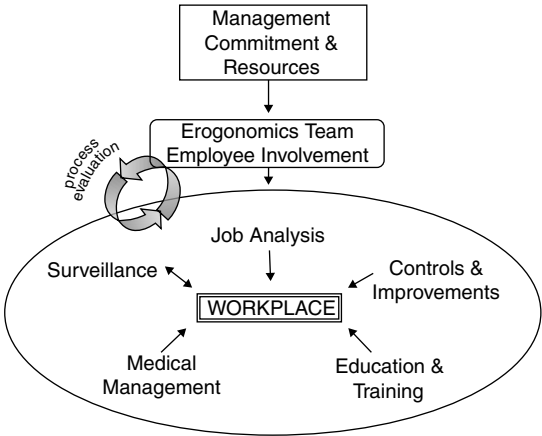 Management
Commitment &
Resources
Erogonomics Team
Employee Involvement
process
evaluation
Job Analysis
Surveillance
Controls &
Improvements
WORKPLACE
Medical
Management
Education &
Training